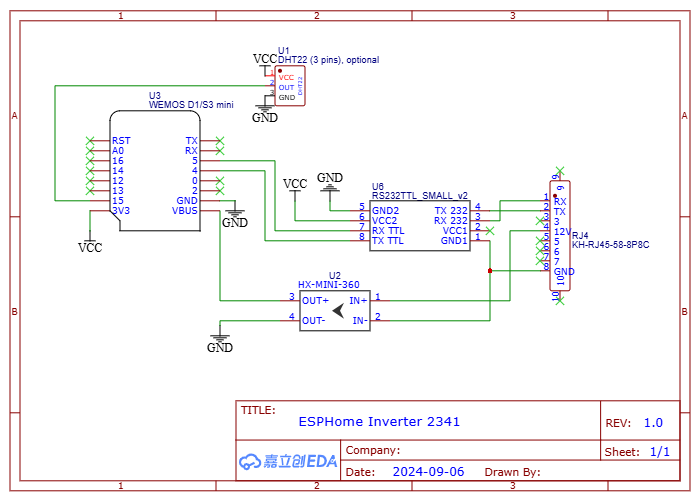 1 2 3
A
A
B
B
1 2 3
U1
DHT22 (3 pins), optional
VCC
1 VCC
2 OUT
3 GND
DHT22
GND
U3
WEMOS D1/S3 mini
RST TX
A0 RX
16 5
14 4
12 0
13 2
15 GND
3V3 VBUS
VCC
GND
VCC
GND
U6
RS232TTL_SMALL_v2
5 GND2 TX 232 4
6 VCC2 RX 232 3
7 RX TTL VCC1 2
8 TX TTL GND1 1
9
9
1 RX
2 TX
3 3
4 12V
5 5
6 6
7 7
8 GND
10
10
RJ4
KH-RJ45-58-8P8C
U2
HX-MINI-360
3 OUT+ IN+ 1
4 OUT- IN- 2
GND
TITLE:
ESPHome Inverter 2341
REV: 1.0
嘉立创EDA
Company:
Sheet: 1/1
Date: 2024-09-06 Drawn By: